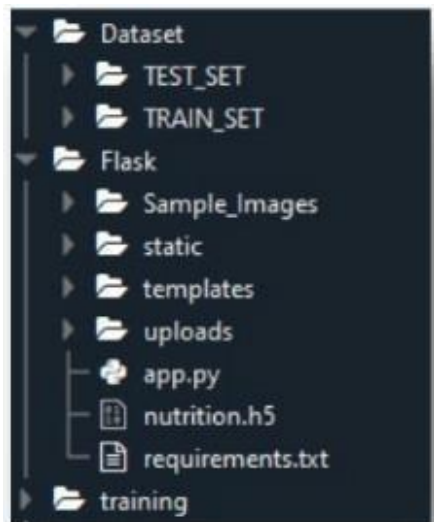 Dataset
TEST_SET
TRAIN_SET
Flask
Sample_Images
static
templates
uploads
app.py
nutrition.h5
requirements.txt
training